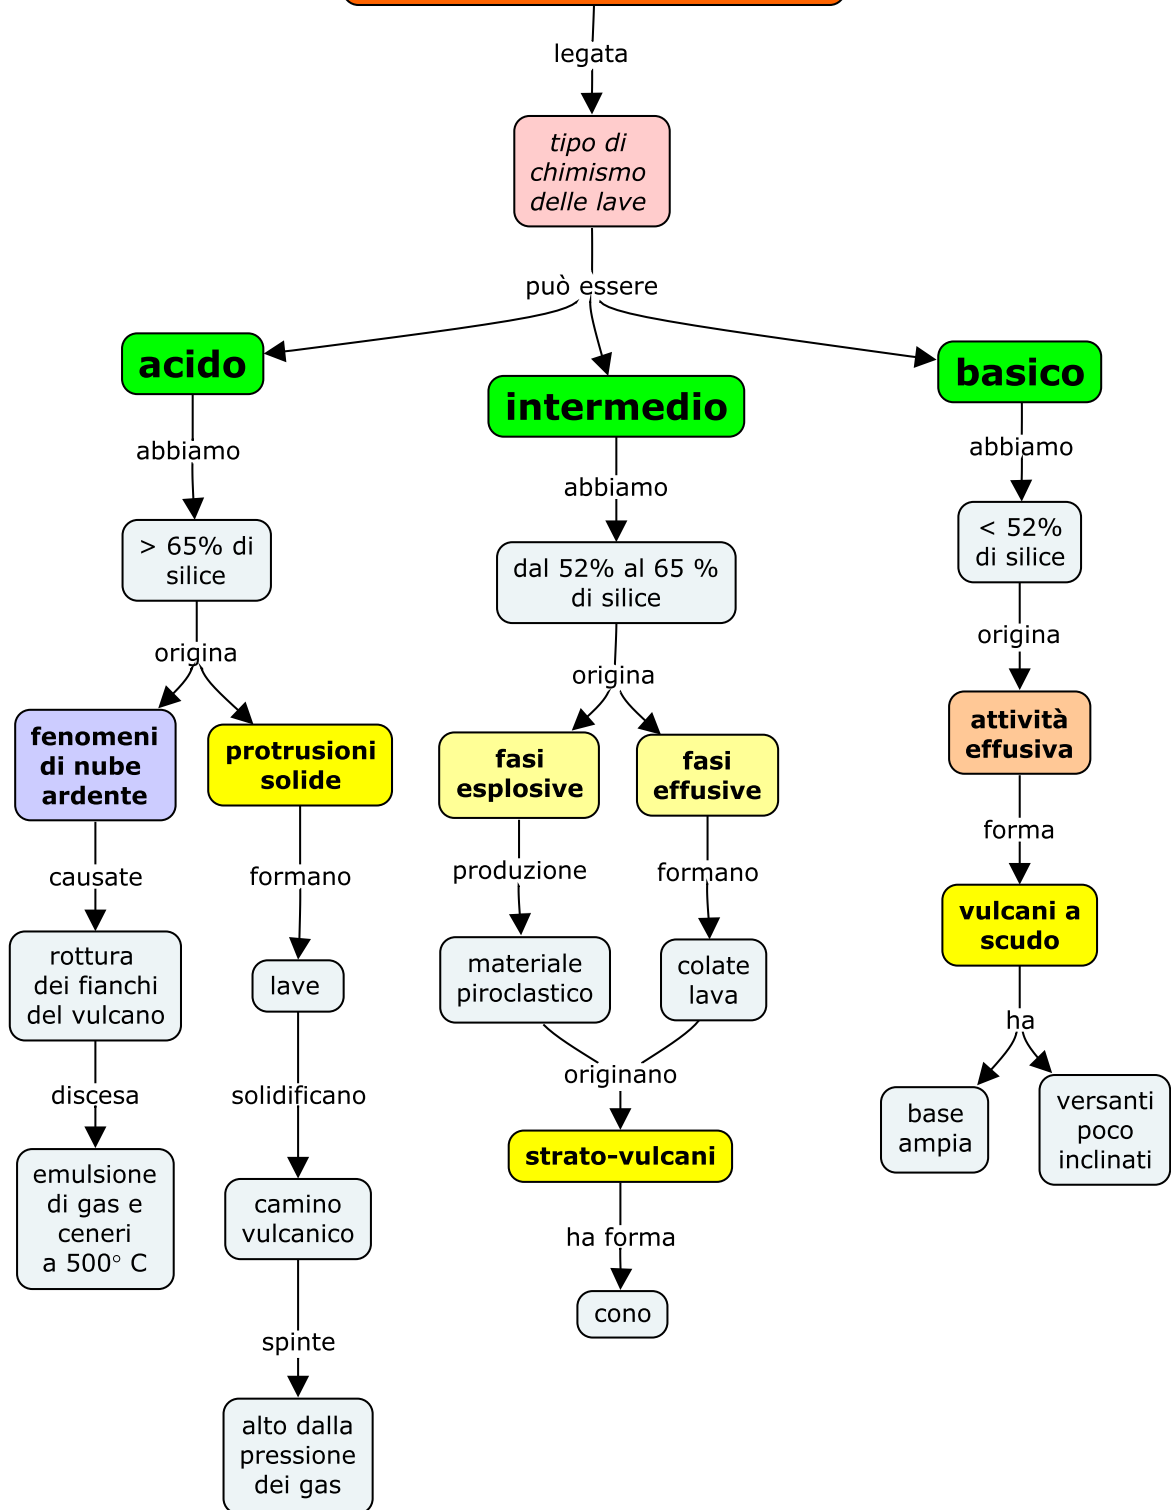 legata
tipo di
chimismo
delle lave
può essere
acido
intermedio
basico
abbiamo
> 65% di
silice
origina
fenomeni
di nube
ardente
causate
rottura
dei fianchi
del vulcano
discesa
emulsione
di gas e
ceneri
a 500° C
protrusioni
solide
formano
lave
solidificano
camino
vulcanico
spinte
alto dalla
pressione
dei gas
abbiamo
dal 52% al 65 %
di silice
origina
fasi
esplosive
produzione
materiale
piroclastico
fasi
effusive
formano
colate
lava
originano
strato-vulcani
ha forma
cono
abbiamo
< 52%
di silice
origina
attività
effusiva
forma
vulcani a
scudo
ha
base
ampia
versanti
poco
inclinati